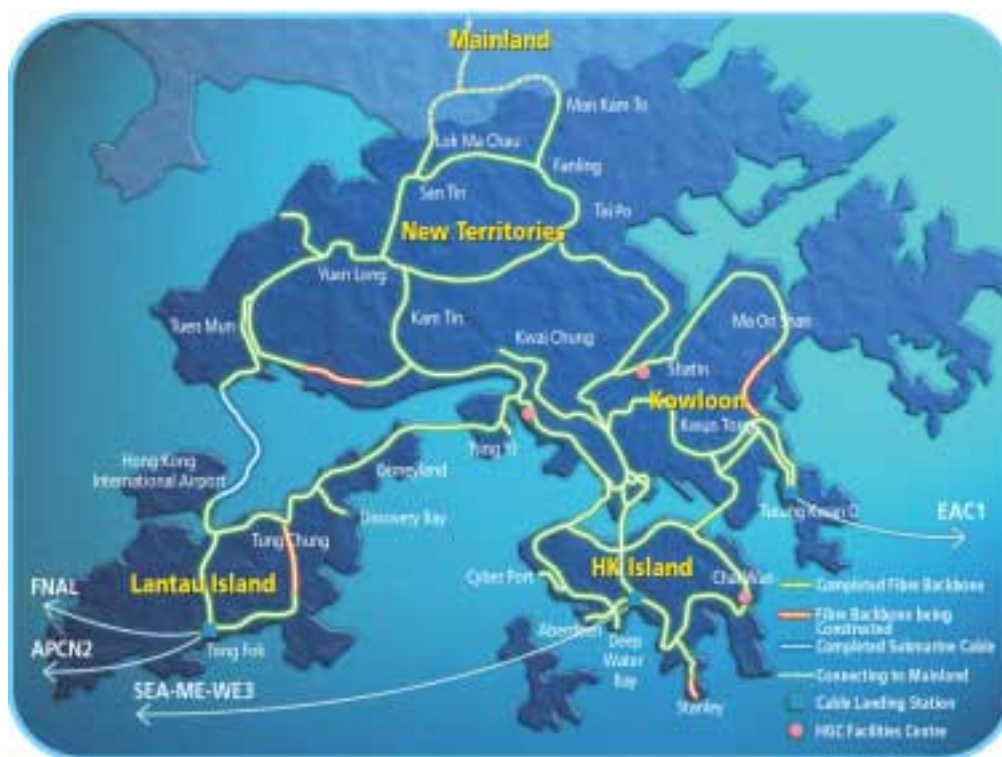 Mainland
Man Kam To
Lok Ma Chau
Fanling
Sen Tin
Tai Po
New Territories
Yuen Long
Tuen Mun
Kam Tin
Kwai Chung
Ma On Shan
Shatin
Kowloon
Kwun Tong
Tsing Yi
Hong Kong
International Airport
Disneyland
Discovery Bay
Tseung Kwan O
EAC1
Tung Chung
Lantau Island
FNAL
APCN2
Tong Fok
SEA-ME-WE3
Cyber Port
HK Island
Chai Wan
Aberdeen
Deep
Water
Bay
Stanley
Completed Fibre Backbone
Fibre Backbone being
Constructed
Completed Submarine Cable
Connecting to Mainland
Cable Landing Station
HGC Facilities Centre